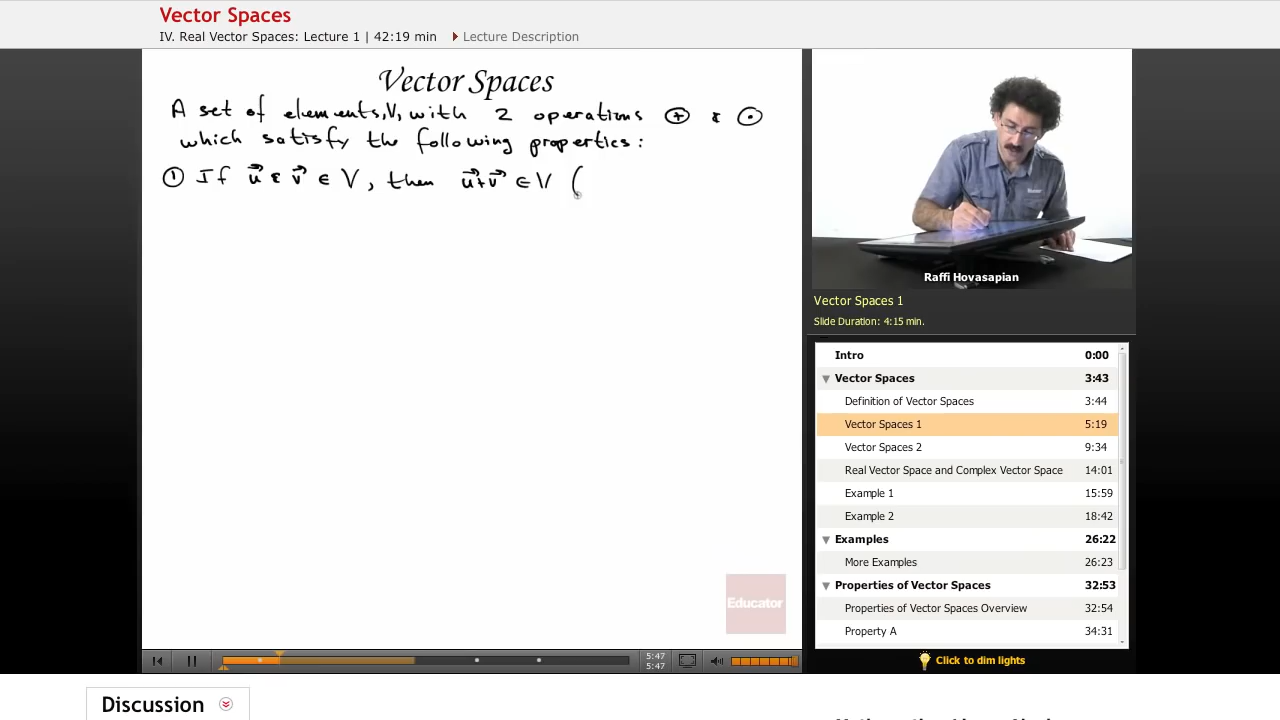 Vector Spaces
IV. Real Vector Spaces: Lecture 1 | 42:19 min Lecture Description
Vector Spaces
A set of elements, V, with 2 operations ⊕ & ⊙
which satisfy the following properties:
① If u⃗ & v⃗ ∈ V, then u⃗+v⃗ ∈ V (
Educator
Raffi Hovasapian
Vector Spaces 1
Slide Duration: 4:15 min.
Intro 0:00
▼ Vector Spaces 3:43
Definition of Vector Spaces 3:44
Vector Spaces 1 5:19
Vector Spaces 2 9:34
Real Vector Space and Complex Vector Space 14:01
Example 1 15:59
Example 2 18:42
▼ Examples 26:22
More Examples 26:23
▼ Properties of Vector Spaces 32:53
Properties of Vector Spaces Overview 32:54
Property A 34:31
5:47
5:47
Click to dim lights
Discussion